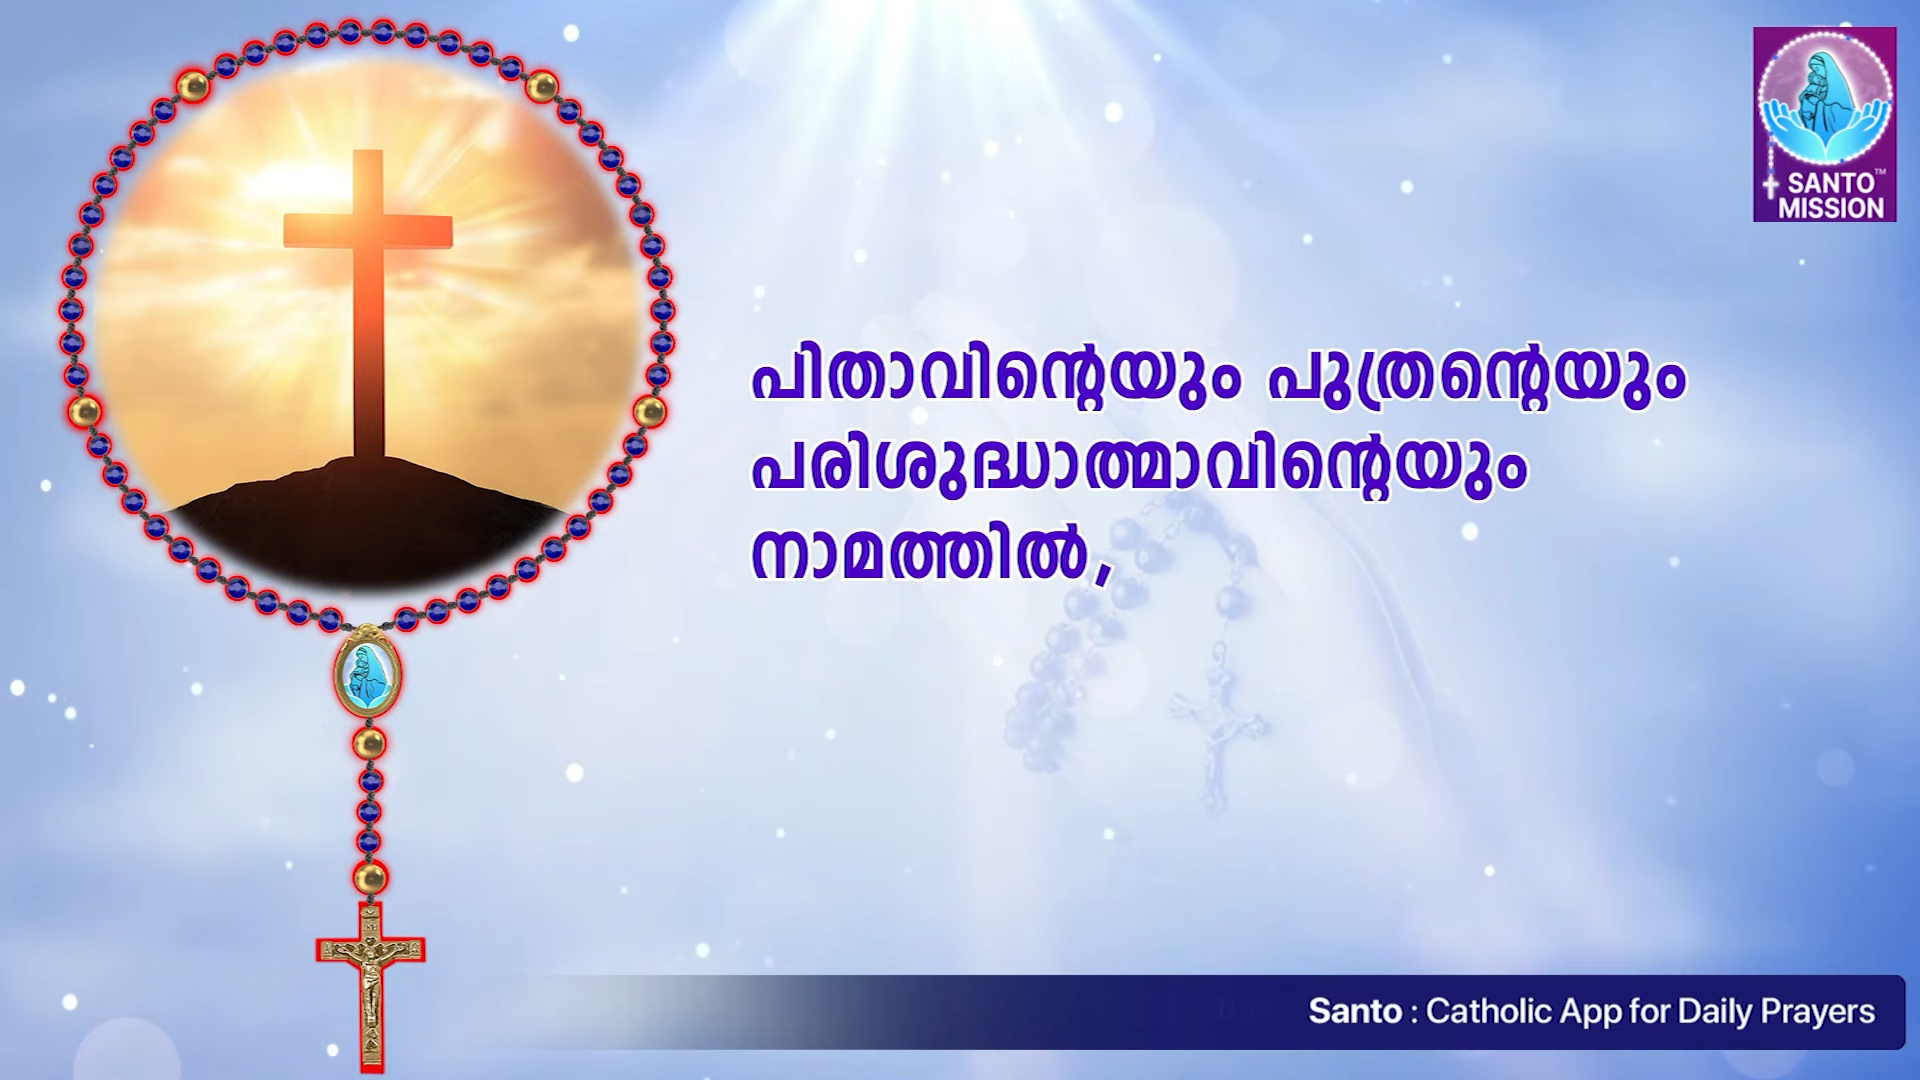 SANTO™
MISSION
പിതാവിന്റെയും പുത്രന്റെയും
പരിശുദ്ധാത്മാവിന്റെയും
നാമത്തിൽ,
Santo : Catholic App for Daily Prayers